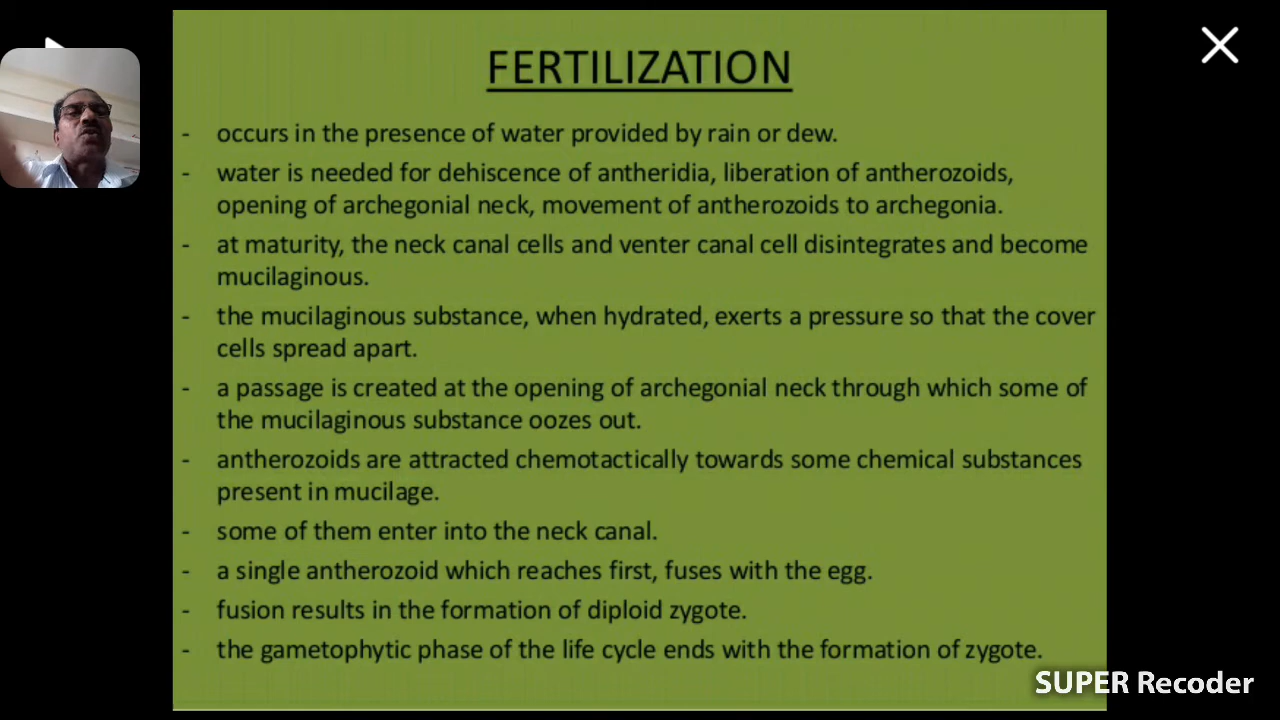 FERTILIZATION
- occurs in the presence of water provided by rain or dew.
- water is needed for dehiscence of antheridia, liberation of antherozoids,
opening of archegonial neck, movement of antherozoids to archegonia.
- at maturity, the neck canal cells and venter canal cell disintegrates and become
mucilaginous.
- the mucilaginous substance, when hydrated, exerts a pressure so that the cover
cells spread apart.
- a passage is created at the opening of archegonial neck through which some of
the mucilaginous substance oozes out.
- antherozoids are attracted chemotactically towards some chemical substances
present in mucilage.
- some of them enter into the neck canal.
- a single antherozoid which reaches first, fuses with the egg.
- fusion results in the formation of diploid zygote.
- the gametophytic phase of the life cycle ends with the formation of zygote.
SUPER Recoder